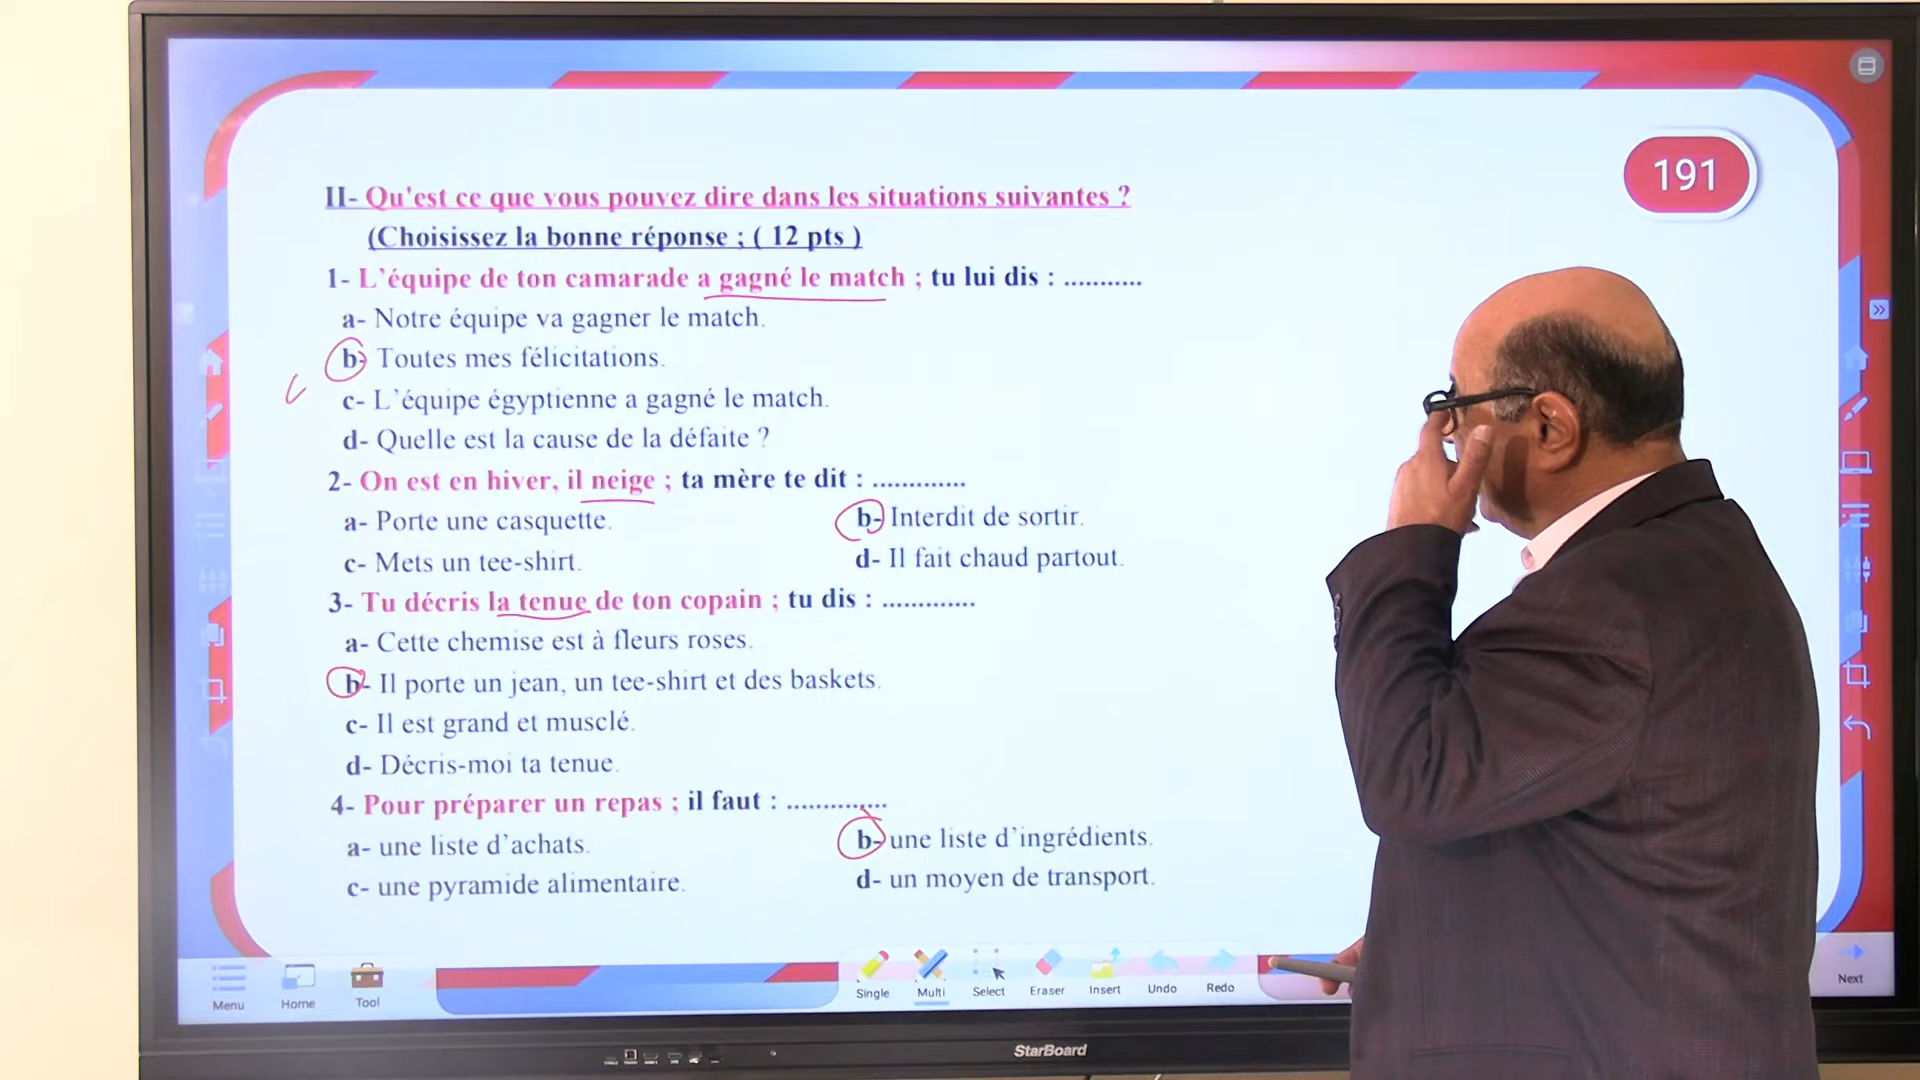 191
II- Qu'est ce que vous pouvez dire dans les situations suivantes ?
(Choisissez la bonne réponse ; ( 12 pts )
1- L'équipe de ton camarade a gagné le match ; tu lui dis : ...........
a- Notre équipe va gagner le match.
b- Toutes mes félicitations.
c- L'équipe égyptienne a gagné le match.
d- Quelle est la cause de la défaite ?
2- On est en hiver, il neige ; ta mère te dit : .............
a- Porte une casquette. b- Interdit de sortir.
c- Mets un tee-shirt. d- Il fait chaud partout.
3- Tu décris la tenue de ton copain ; tu dis : .............
a- Cette chemise est à fleurs roses.
b- Il porte un jean, un tee-shirt et des baskets.
c- Il est grand et musclé.
d- Décris-moi ta tenue.
4- Pour préparer un repas ; il faut : ..............
a- une liste d'achats. b- une liste d'ingrédients.
c- une pyramide alimentaire. d- un moyen de transport.
Menu Home Tool Single Multi Select Eraser Insert Undo Redo Next
StarBoard